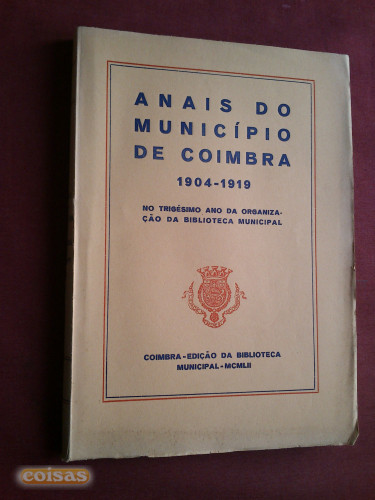 ANAIS DO
MUNICÍPIO
DE COIMBRA
1904-1919
NO TRIGÉSIMO ANO DA ORGANIZA-
ÇÃO DA BIBLIOTECA MUNICIPAL
COIMBRA-EDIÇÃO DA BIBLIOTECA
MUNICIPAL-MCMLII
coisas